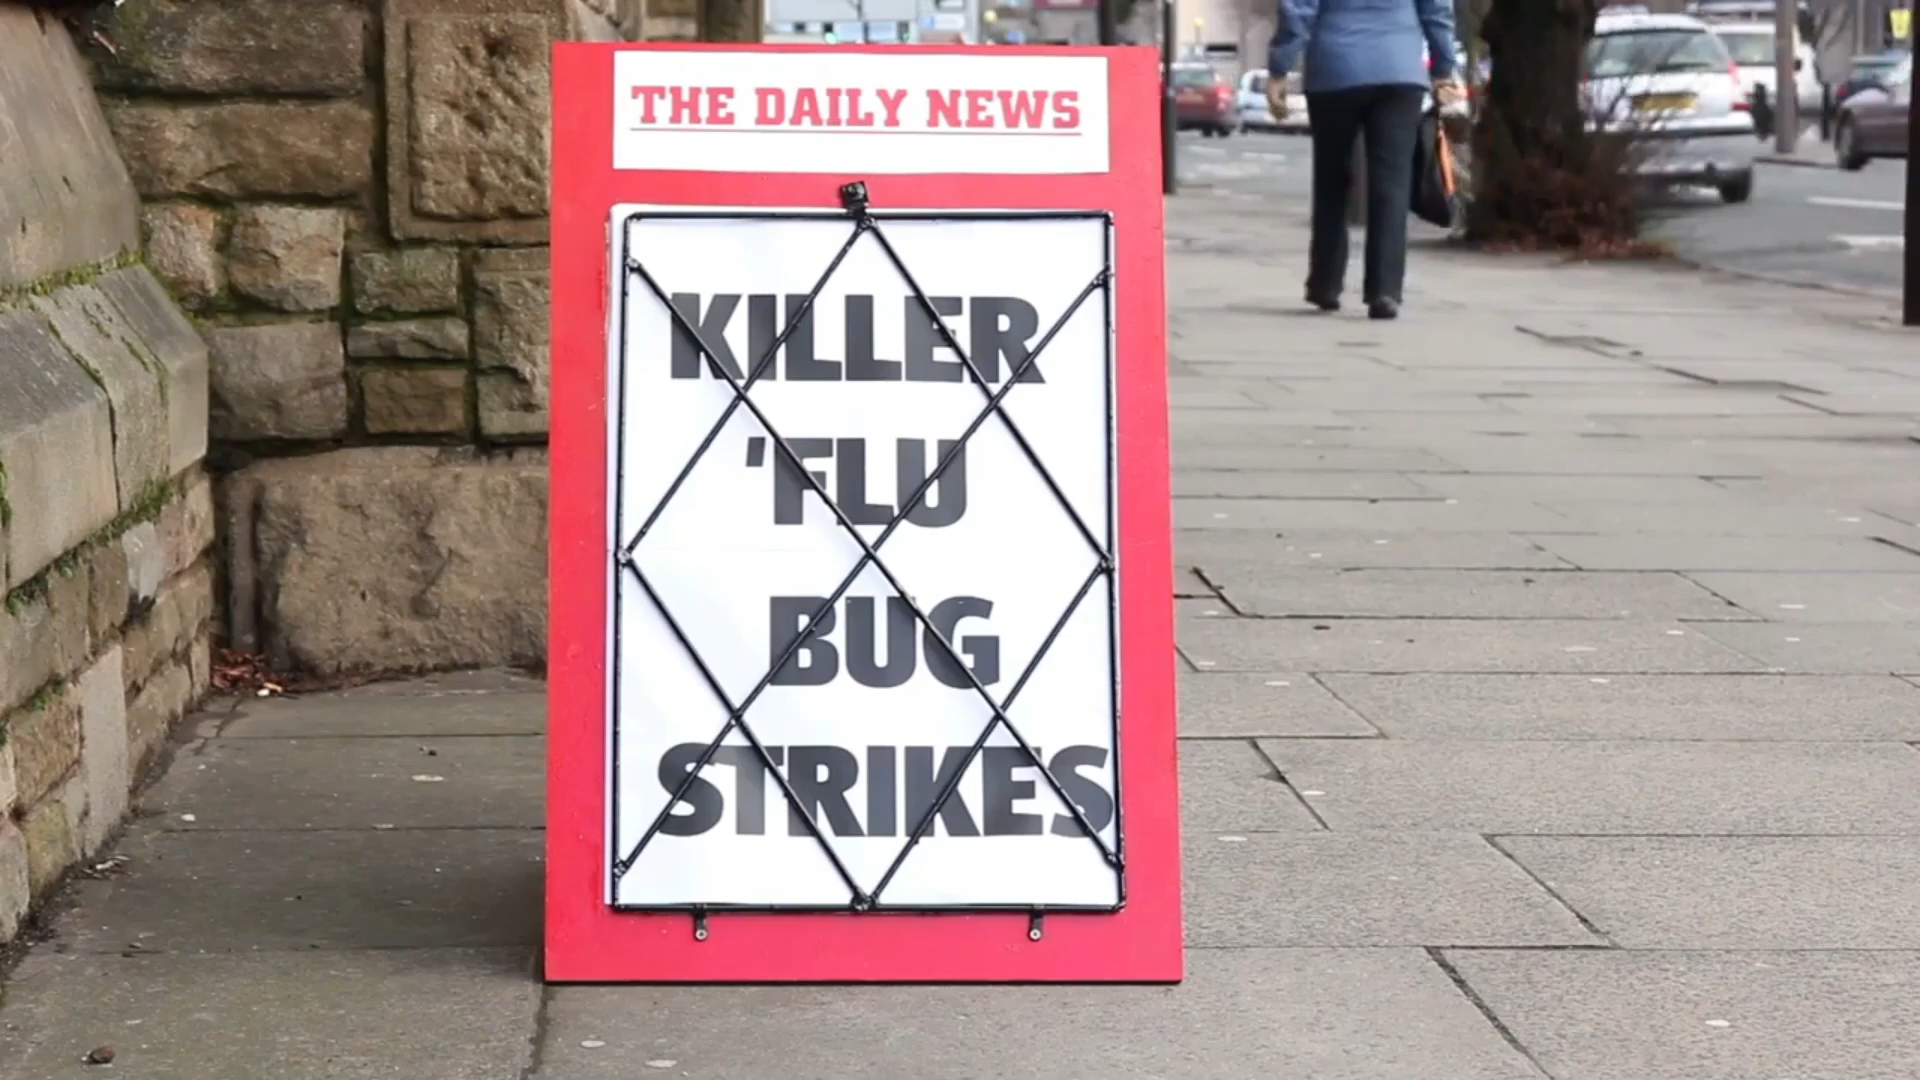 THE DAILY NEWS
KILLER
'FLU
BUG
STRIKES